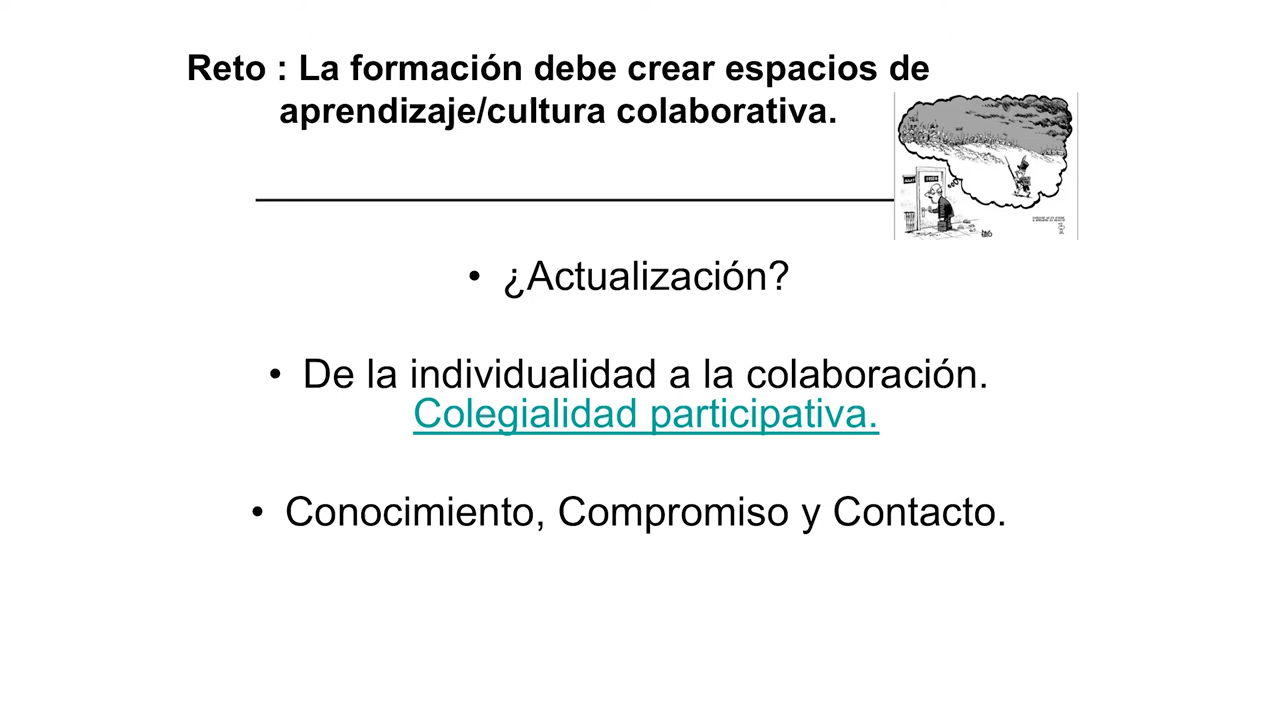 Reto : La formación debe crear espacios de
aprendizaje/cultura colaborativa.
• ¿Actualización?
• De la individualidad a la colaboración.
Colegialidad participativa.
• Conocimiento, Compromiso y Contacto.